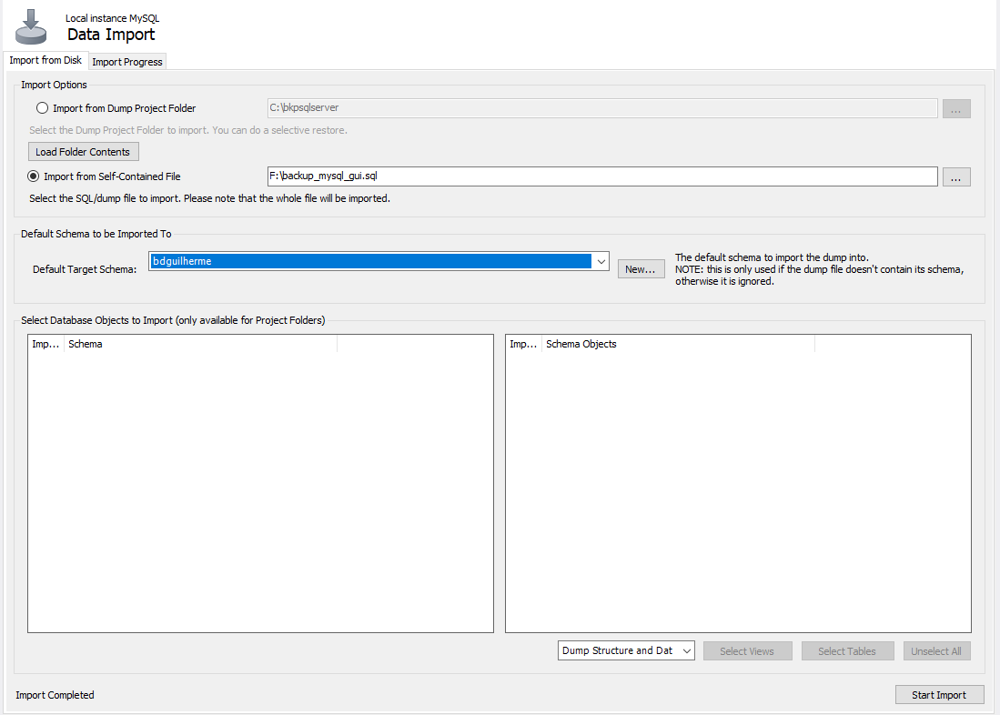 Local instance MySQL
Data Import
Import from Disk
Import Progress
Import Options
Import from Dump Project Folder
C:\bkpsqlserver
...
Select the Dump Project Folder to import. You can do a selective restore.
Load Folder Contents
Import from Self-Contained File
F:\backup_mysql_gui.sql
...
Select the SQL/dump file to import. Please note that the whole file will be imported.
Default Schema to be Imported To
Default Target Schema:
bdguilherme
New...
The default schema to import the dump into.
NOTE: this is only used if the dump file doesn't contain its schema,
otherwise it is ignored.
Select Database Objects to Import (only available for Project Folders)
Imp... Schema
Imp... Schema Objects
Dump Structure and Dat
Select Views
Select Tables
Unselect All
Import Completed
Start Import